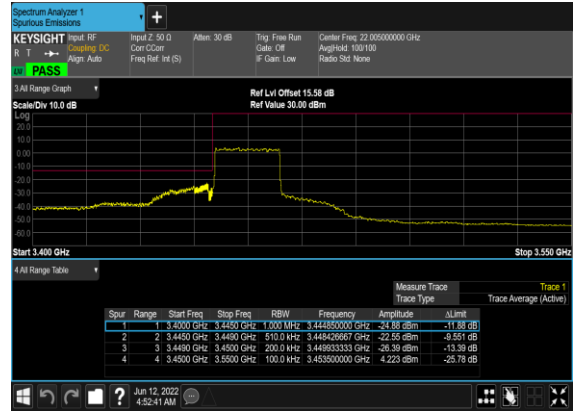 Spectrum Analyzer 1
Spurious Emissions
KEYSIGHT Input: RF Input Z: 50 Ω Atten: 30 dB Trig: Free Run Center Freq: 22.005000000 GHz
R T Coupling: DC Corr CCorr Gate: Off Avg|Hold: 100/100
Align: Auto Freq Ref: Int (S) IF Gain: Low Radio Std: None
PASS
3 All Range Graph
Ref Lvl Offset 15.58 dB
Scale/Div 10.0 dB Ref Value 30.00 dBm
Log
20.0
10.0
0.00
-10.0
-20.0
-30.0
-40.0
-50.0
-60.0
Start 3.400 GHz Stop 3.550 GHz
4 All Range Table
Measure Trace Trace 1
Trace Type Trace Average (Active)
Spur Range Start Freq Stop Freq RBW Frequency Amplitude ΔLimit
1 1 3.4000 GHz 3.4450 GHz 1.000 MHz 3.444850000 GHz -24.88 dBm -11.88 dB
2 2 3.4450 GHz 3.4490 GHz 510.0 kHz 3.448426667 GHz -22.55 dBm -9.551 dB
3 3 3.4490 GHz 3.4500 GHz 200.0 kHz 3.449933333 GHz -26.39 dBm -13.39 dB
4 4 3.4500 GHz 3.5500 GHz 100.0 kHz 3.453500000 GHz 4.223 dBm -25.78 dB
? Jun 12, 2022
4:52:41 AM